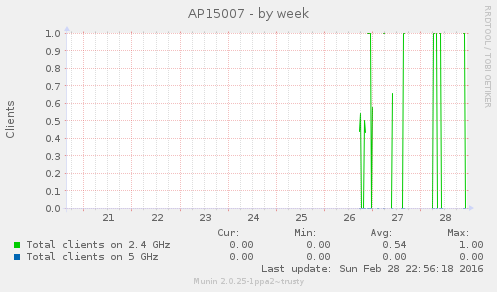 AP15007 - by week
RRDTOOL / TOBI OETIKER
Clients
1.0
0.9
0.8
0.7
0.6
0.5
0.4
0.3
0.2
0.1
0.0
21 22 23 24 25 26 27 28
Cur: Min: Avg: Max:
Total clients on 2.4 GHz 0.00 0.00 0.54 1.00
Total clients on 5 GHz 0.00 0.00 0.00 0.00
Last update: Sun Feb 28 22:56:18 2016
Munin 2.0.25-1ppa2~trusty